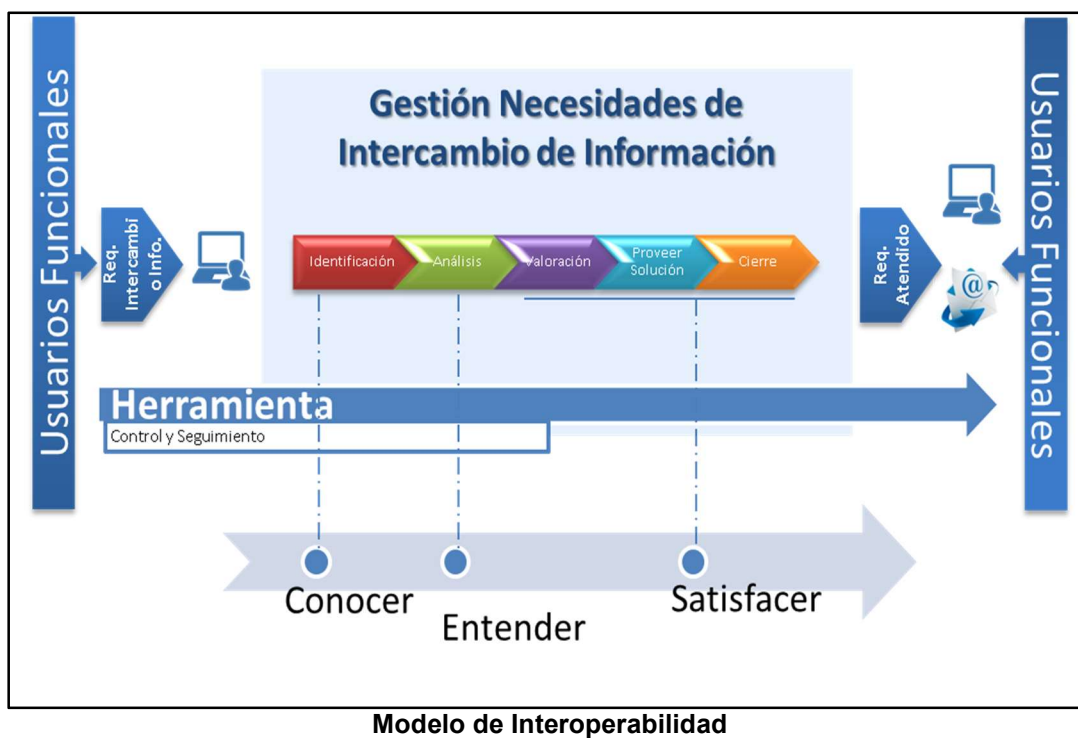 Usuarios Funcionales
Req.
Intercambi
o Info.
Gestión Necesidades de
Intercambio de Información
Identificación
Análisis
Valoración
Proveer
Solución
Cierre
Req.
Atendido
@
Usuarios Funcionales
Herramienta
Control y Seguimiento
Conocer
Entender
Satisfacer
Modelo de Interoperabilidad